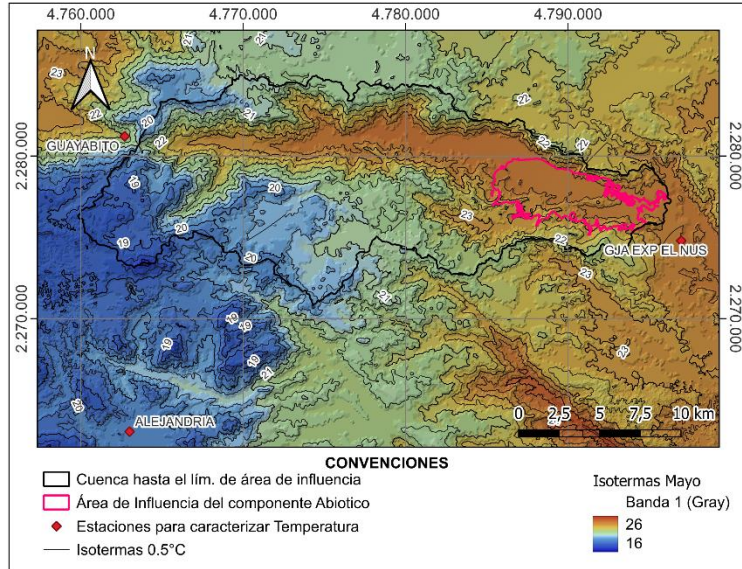 4.760.000 4.770.000 4.780.000 4.790.000
N
21
21
23
22
20
21
22
22
22
GUAYABITO
22
2.280.000 2.280.000
19
20
23
19
20
20
22
GJA EXP EL NUS
23
21
2.270.000 2.270.000
19
19
19
19
21
23
20
ALEJANDRIA
0 2,5 5 7,5 10 km
CONVENCIONES
Cuenca hasta el lím. de área de influencia
Área de Influencia del componente Abiotico
Estaciones para caracterizar Temperatura
Isotermas 0.5°C
Isotermas Mayo
Banda 1 (Gray)
26
16